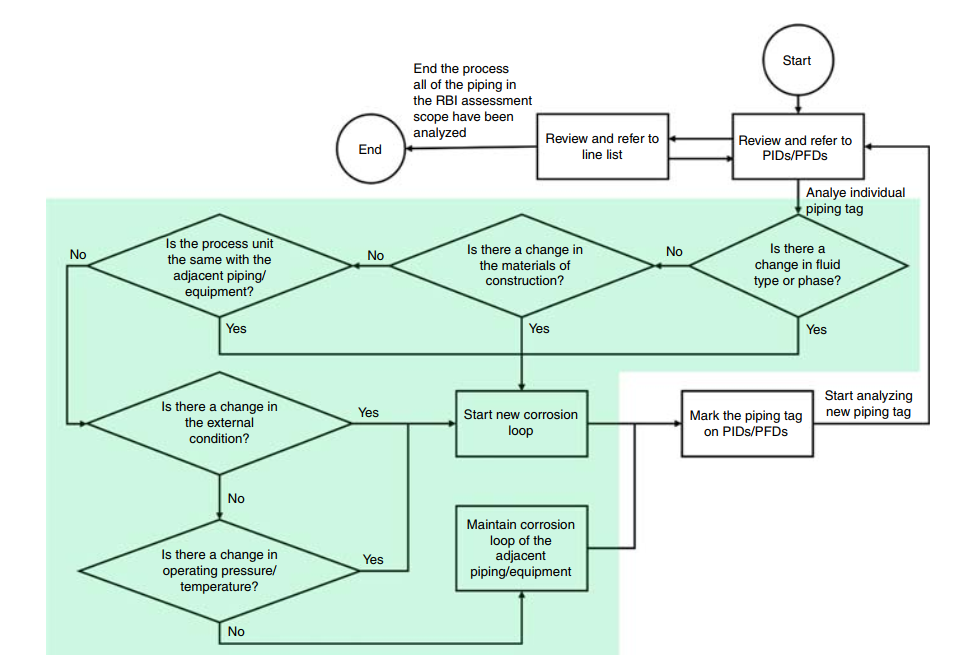 Start
End the process
all of the piping in
the RBI assessment
scope have been
analyzed
End
Review and refer to
line list
Review and refer to
PIDs/PFDs
Analye individual
piping tag
Is there a
change in fluid
type or phase?
No
Yes
Is there a change in
the materials of
construction?
No
Yes
Is the process unit
the same with the
adjacent piping/
equipment?
No
Yes
Is there a change in
the external
condition?
Yes
No
Start new corrosion
loop
Mark the piping tag
on PIDs/PFDs
Start analyzing
new piping tag
Is there a change in
operating pressure/
temperature?
Yes
No
Maintain corrosion
loop of the
adjacent
piping/equipment